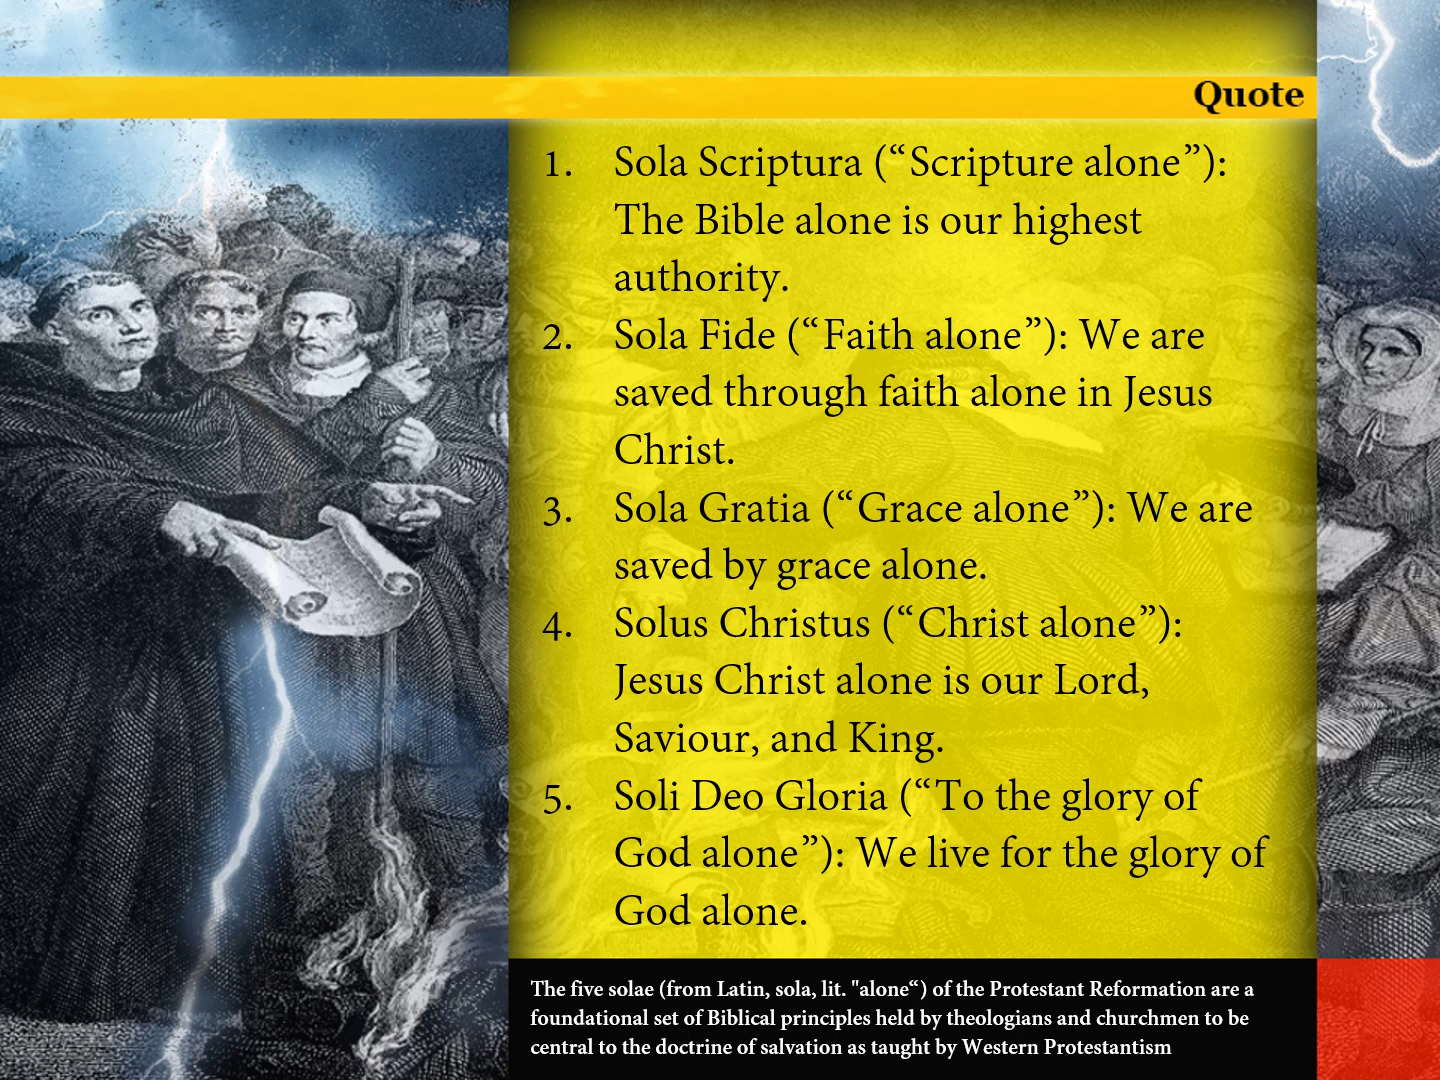 Quote
1. Sola Scriptura (“Scripture alone”):
The Bible alone is our highest
authority.
2. Sola Fide (“Faith alone”): We are
saved through faith alone in Jesus
Christ.
3. Sola Gratia (“Grace alone”): We are
saved by grace alone.
4. Solus Christus (“Christ alone”):
Jesus Christ alone is our Lord,
Saviour, and King.
5. Soli Deo Gloria (“To the glory of
God alone”): We live for the glory of
God alone.
The five solae (from Latin, sola, lit. "alone“) of the Protestant Reformation are a
foundational set of Biblical principles held by theologians and churchmen to be
central to the doctrine of salvation as taught by Western Protestantism